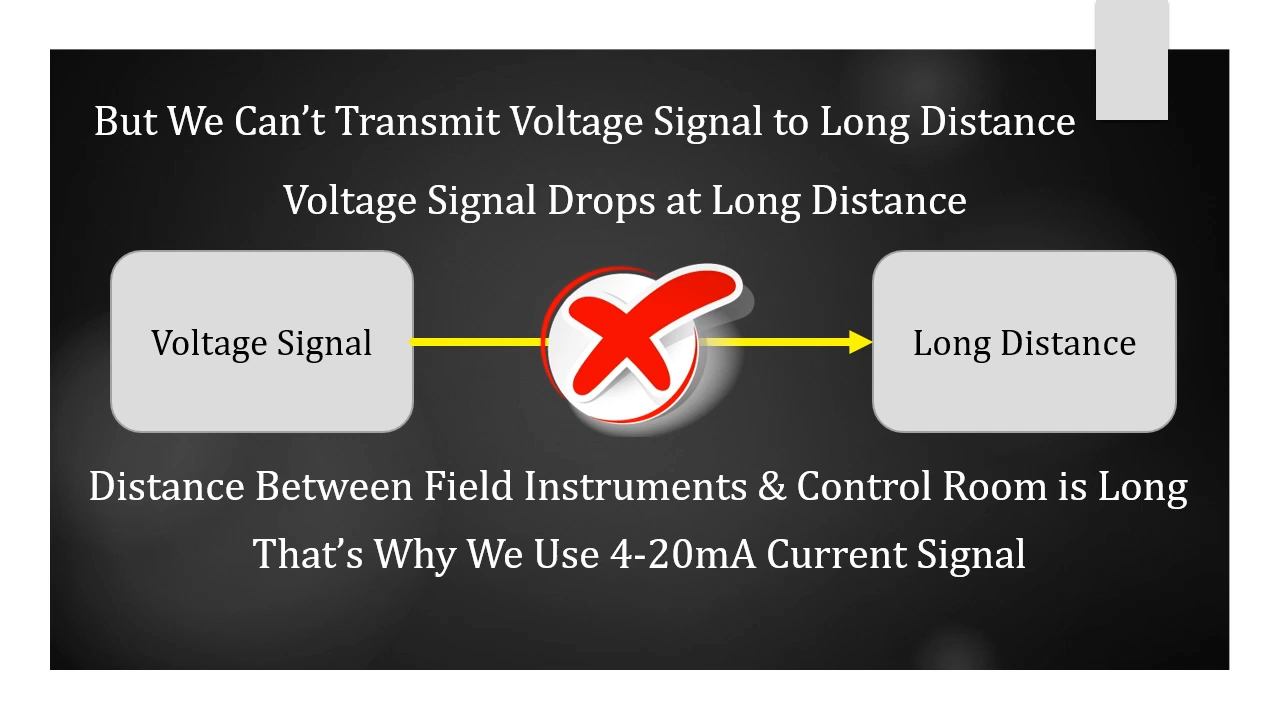 But We Can’t Transmit Voltage Signal to Long Distance
Voltage Signal Drops at Long Distance
Voltage Signal
Long Distance
Distance Between Field Instruments & Control Room is Long
That’s Why We Use 4-20mA Current Signal